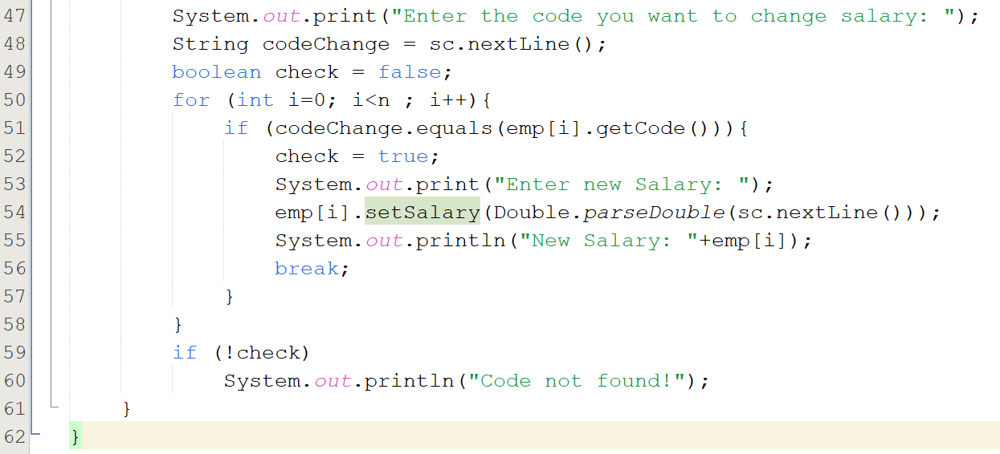 47 System.out.print("Enter the code you want to change salary: ");
48 String codeChange = sc.nextLine();
49 boolean check = false;
50 for (int i=0; i<n ; i++){
51 if (codeChange.equals(emp[i].getCode())){
52 check = true;
53 System.out.print("Enter new Salary: ");
54 emp[i].setSalary(Double.parseDouble(sc.nextLine()));
55 System.out.println("New Salary: "+emp[i]);
56 break;
57 }
58 }
59 if (!check)
60 System.out.println("Code not found!");
61 }
62 }